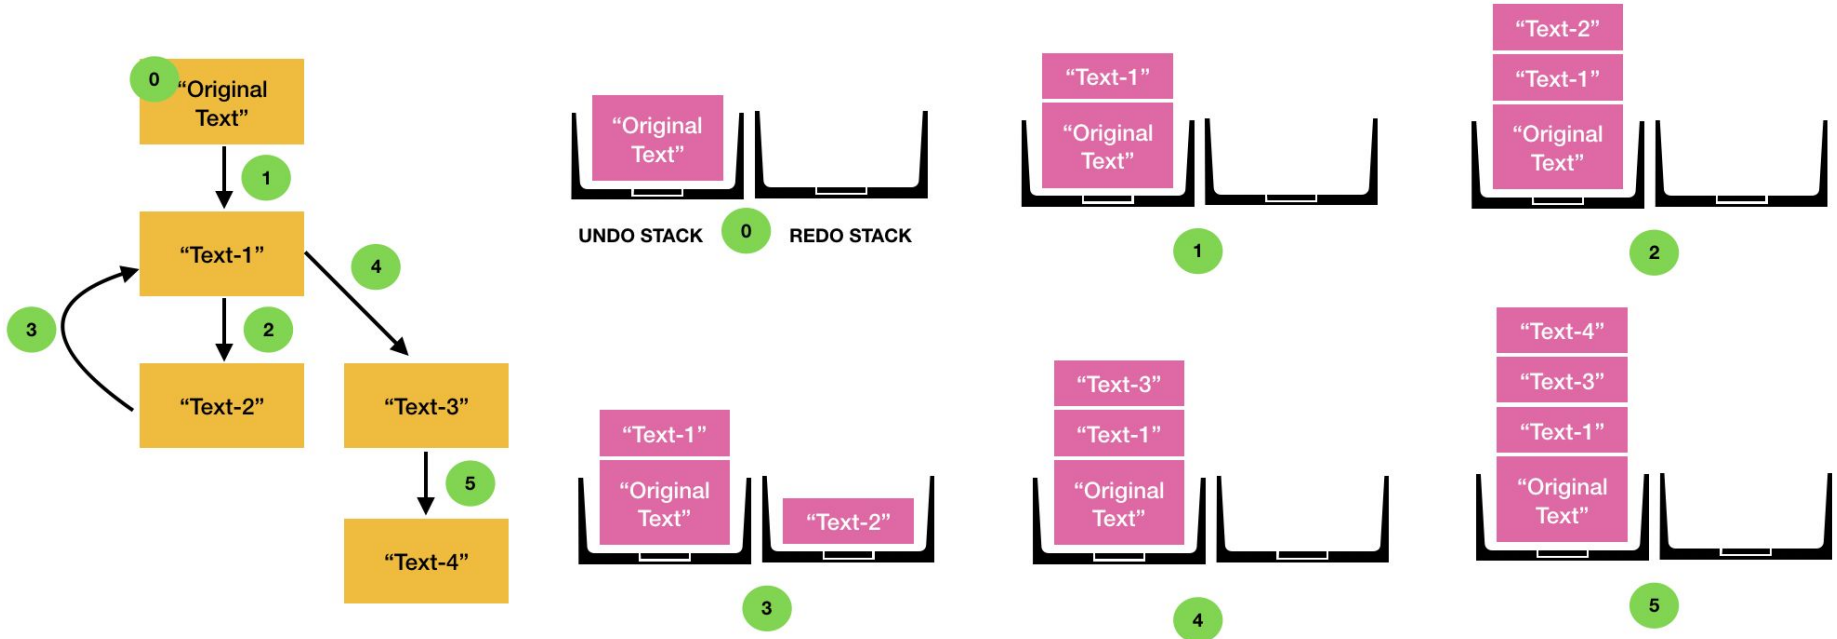 0
“Original
Text”
1
“Text-1”
4
3
2
“Text-2”
“Text-3”
5
“Text-4”
“Original
Text”
UNDO STACK
0
REDO STACK
“Text-1”
“Original
Text”
1
“Text-2”
“Text-1”
“Original
Text”
2
“Text-1”
“Original
Text”
“Text-2”
3
“Text-3”
“Text-1”
“Original
Text”
4
“Text-4”
“Text-3”
“Text-1”
“Original
Text”
5